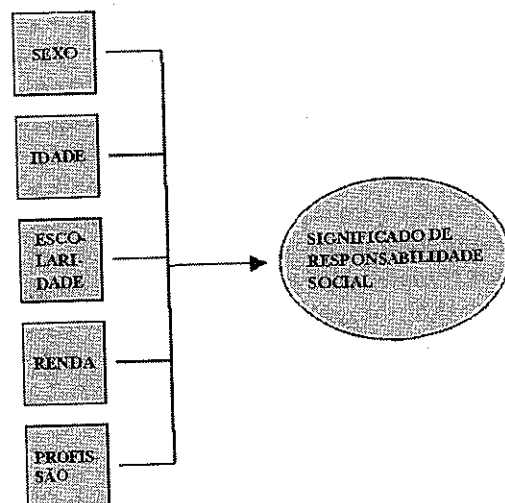 SEXO
IDADE
ESCO-
LARI-
DADE
SIGNIFICADO DE
RESPONSABILIDADE
SOCIAL
RENDA
PROFIS-
SÃO